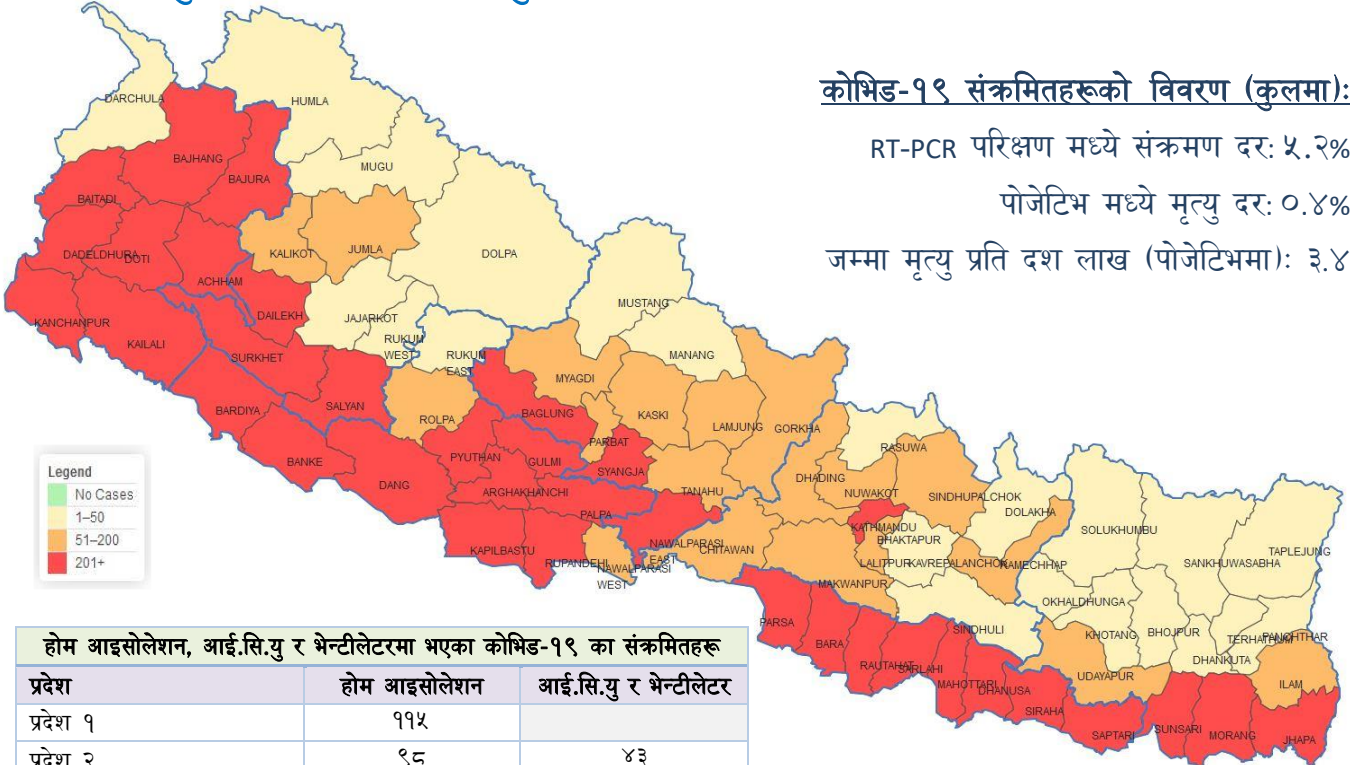 कोभिड-१९ संक्रमितहरूको विवरण (कुलमा):
RT-PCR परिक्षण मध्ये संक्रमण दर: ५.२%
पोजेटिभ मध्ये मृत्यु दर: ०.४%
जम्मा मृत्यु प्रति दश लाख (पोजेटिभमा): ३.४
DARCHULA
HUMLA
BAJHANG
MUGU
BAJURA
BAITADI
DADELDHURA
DOTI
KALIKOT
JUMLA
DOLPA
ACHHAM
KANCHANPUR
DAILEKH
JAJARKOT
MUSTANG
KAILALI
RUKUM
WEST
RUKUM
EAST
MANANG
SURKHET
MYAGDI
BARDIYA
SALYAN
ROLPA
BAGLUNG
KASKI
LAMJUNG
GORKHA
PARBAT
RASUWA
BANKE
PYUTHAN
GULMI
SYANGJA
DANG
ARGHAKHANCHI
TANAHU
DHADING
NUWAKOT
SINDHUPALCHOK
DOLAKHA
PALPA
KATHMANDU
BHAKTAPUR
SOLUKHUMBU
TAPLEJUNG
KAPILBASTU
RUPANDEHI
NAWALPARASI
EAST
NAWALPARASI
WEST
CHITAWAN
LALITPUR
KAVREPALANCHOK
RAMECHHAP
SANKHUWASABHA
MAKWANPUR
OKHALDHUNGA
PARSA
BARA
SINDHULI
KHOTANG
BHOJPUR
TERHATHUM
PANCHTHAR
RAUTAHAT
SARLAHI
DHANKUTA
MAHOTTARI
DHANUSA
UDAYAPUR
ILAM
SIRAHA
SAPTARI
SUNSARI
MORANG
JHAPA
Legend
No Cases
1–50
51–200
201+
होम आइसोलेशन, आई.सि.यु र भेन्टीलेटरमा भएका कोभिड-१९ का संक्रमितहरू
प्रदेश होम आइसोलेशन आई.सि.यु र भेन्टीलेटर
प्रदेश १ ११५
प्रदेश २ ९८ ४३